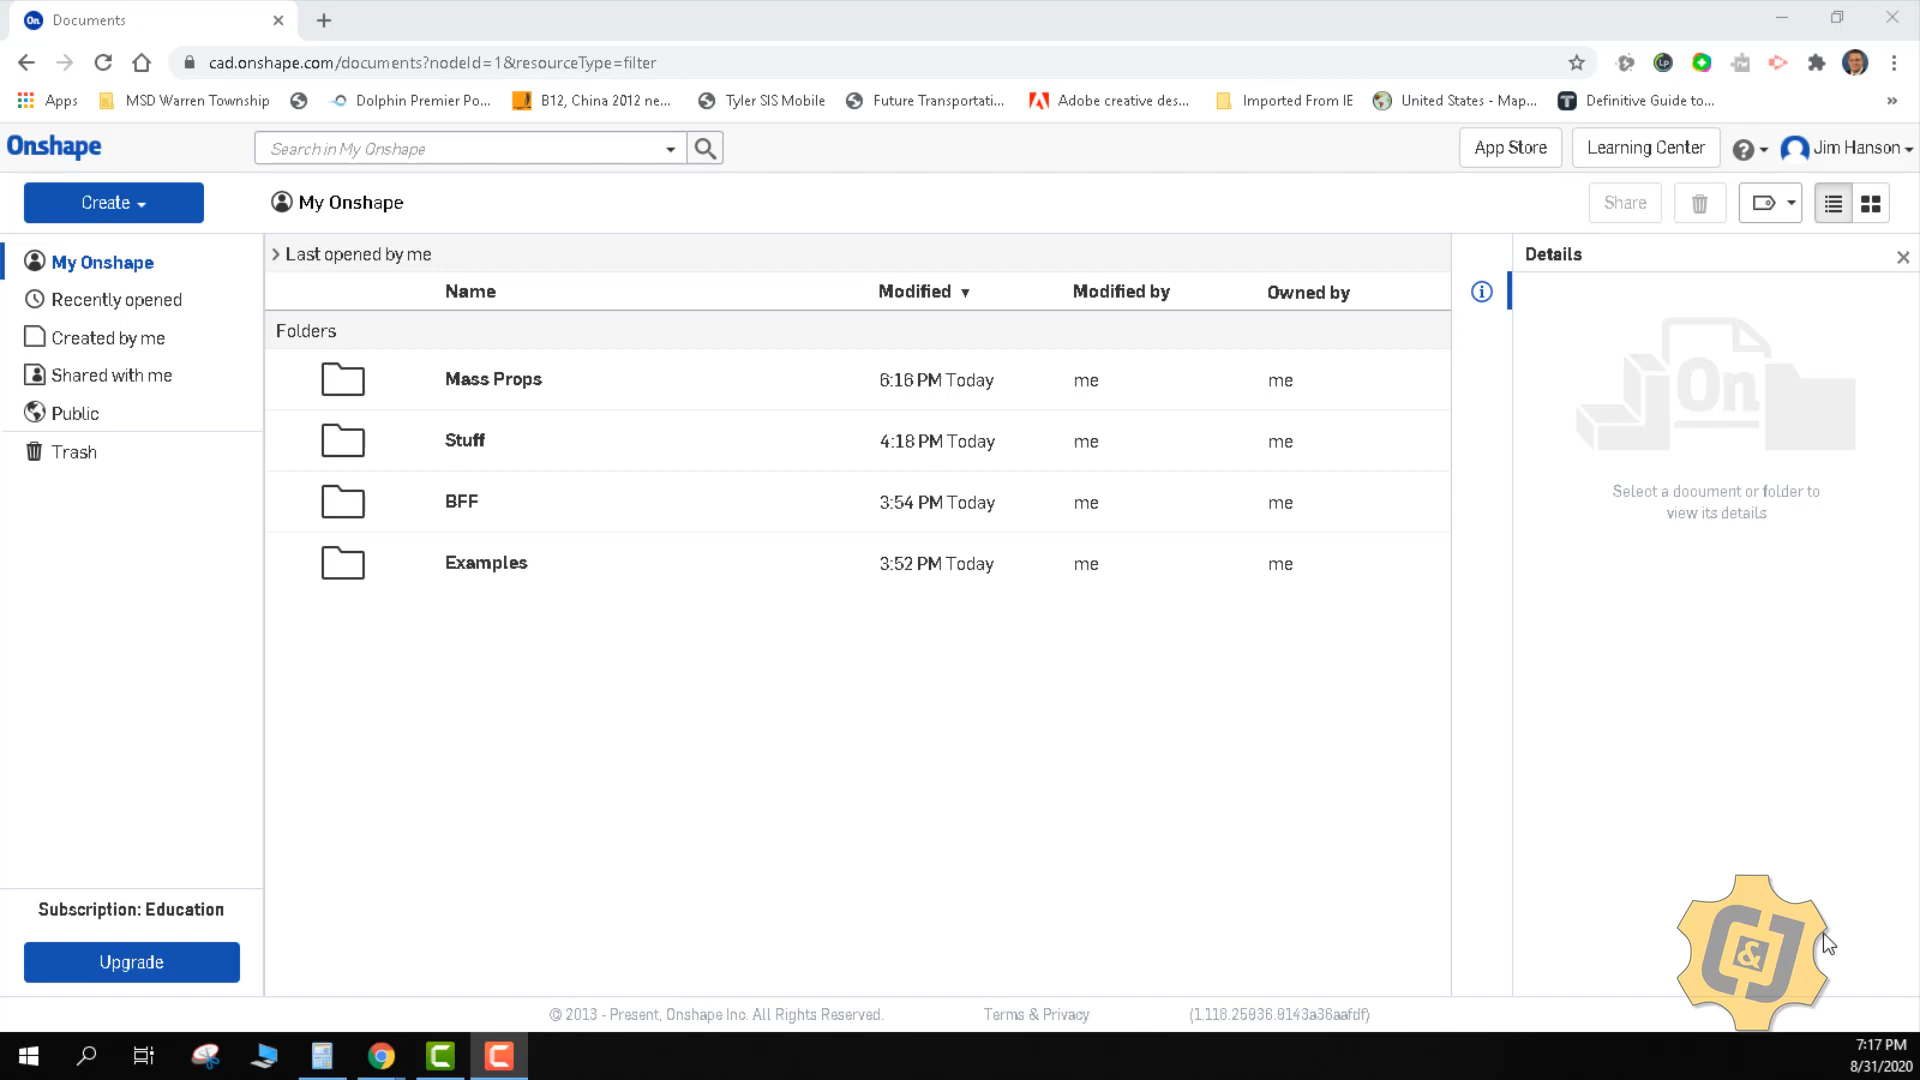 On Documents
cad.onshape.com/documents?nodeId=1&resourceType=filter
Apps MSD Warren Township Dolphin Premier Po... B12, China 2012 ne... Tyler SIS Mobile Future Transportati... Adobe creative des... Imported From IE United States - Map... Definitive Guide to... »
Onshape Search in My Onshape App Store Learning Center ? Jim Hanson
Create My Onshape Share
My Onshape
Recently opened
Created by me
Shared with me
Public
Trash
Last opened by me
Name Modified Modified by Owned by
Folders
Mass Props 6:16 PM Today me me
Stuff 4:18 PM Today me me
BFF 3:54 PM Today me me
Examples 3:52 PM Today me me
Details
On
Select a document or folder to
view its details
Subscription: Education
Upgrade
C&J
© 2013 - Present, Onshape Inc. All Rights Reserved. Terms & Privacy (1.118.25936.9143a36aafdf)
7:17 PM
8/31/2020